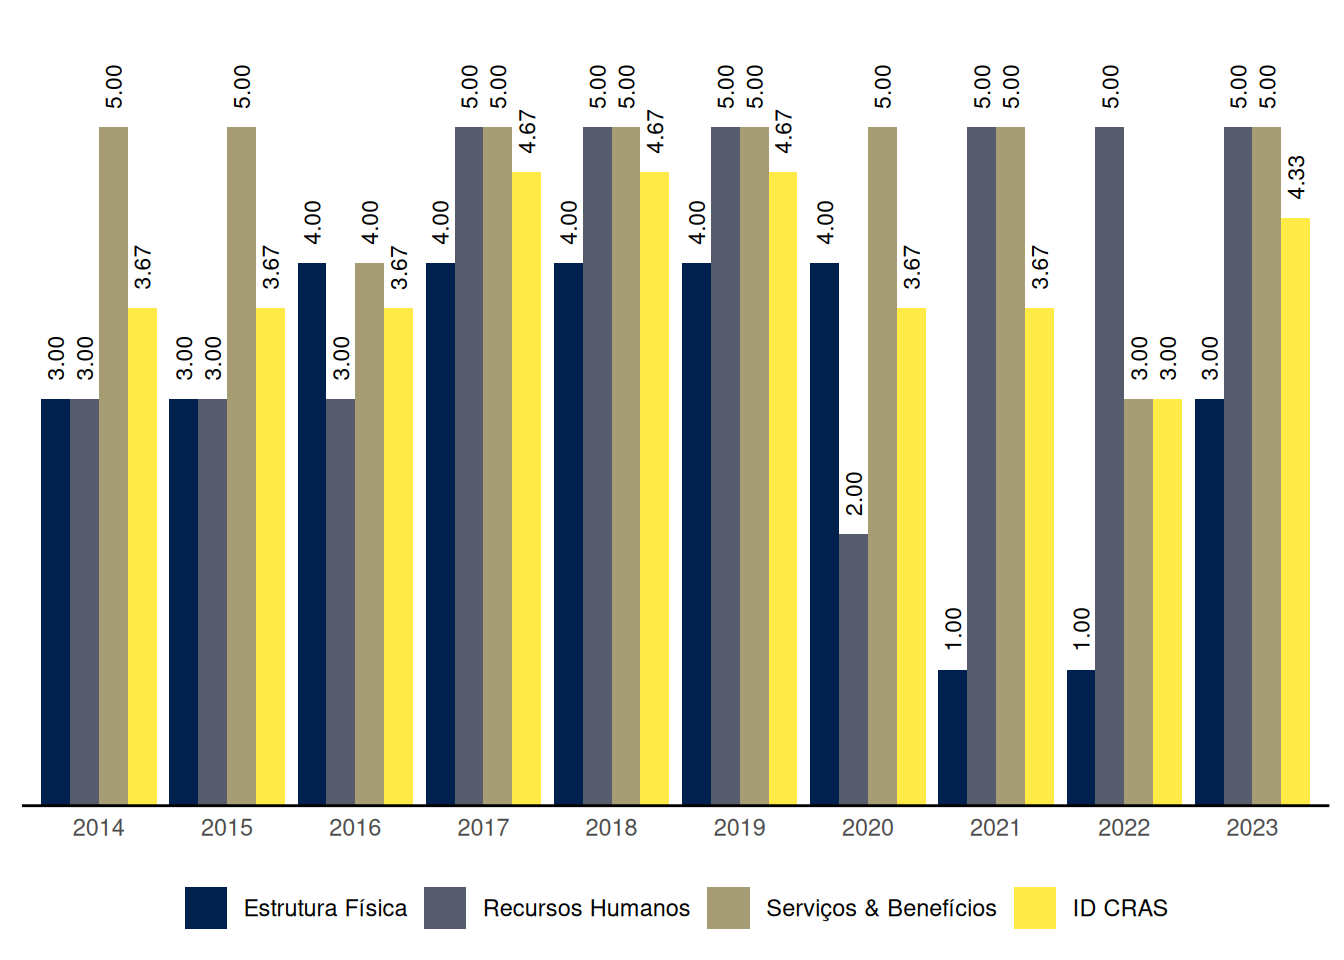 3.00 3.00 5.00 3.67
3.00 3.00 5.00 3.67
4.00 3.00 4.00 3.67
4.00 5.00 5.00 4.67
4.00 5.00 5.00 4.67
4.00 5.00 5.00 4.67
4.00 2.00 5.00 3.67
1.00 5.00 5.00 3.67
1.00 5.00 3.00 3.00
3.00 5.00 5.00 4.33
2014 2015 2016 2017 2018 2019 2020 2021 2022 2023
Estrutura Física Recursos Humanos Serviços & Benefícios ID CRAS